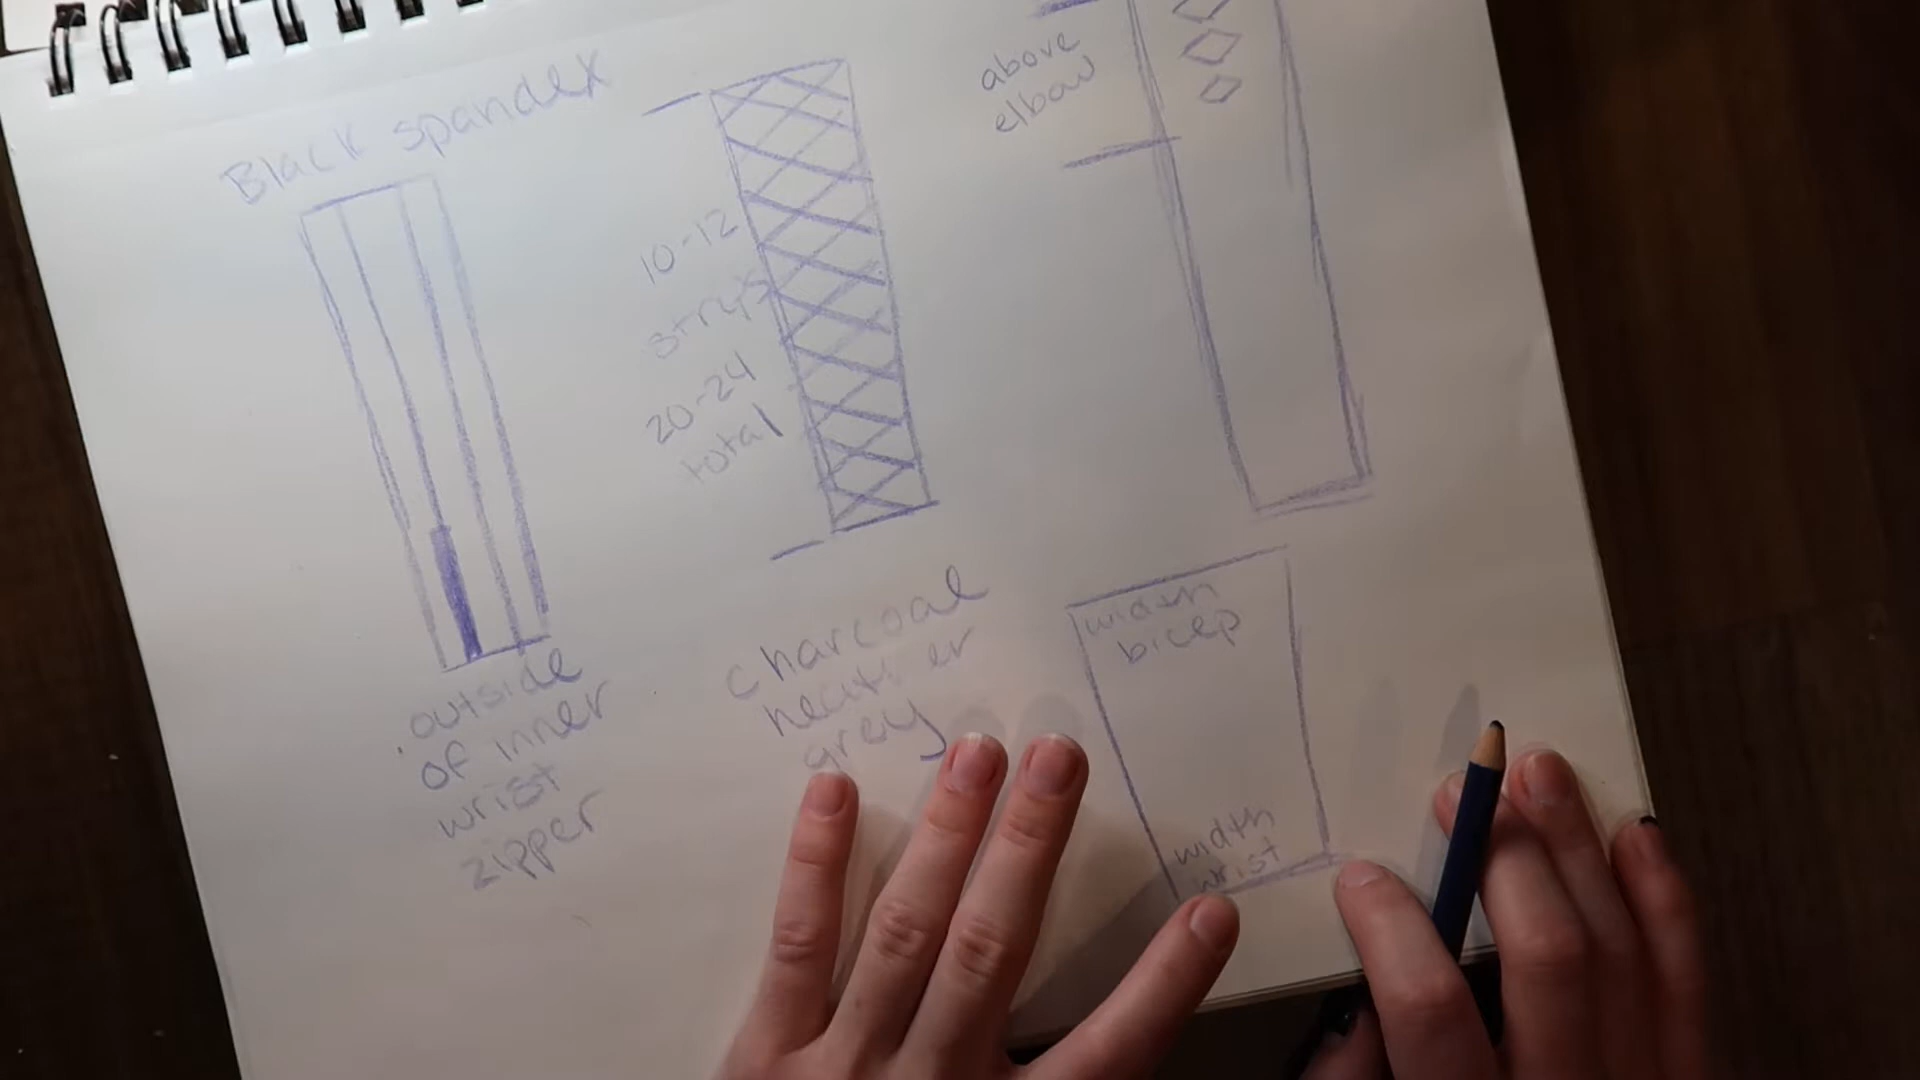 Black spandex
outside
of inner
wrist
zipper
10-12
strips
20-24
total
charcoal
heather
grey
above
elbow
width
bicep
width
wrist